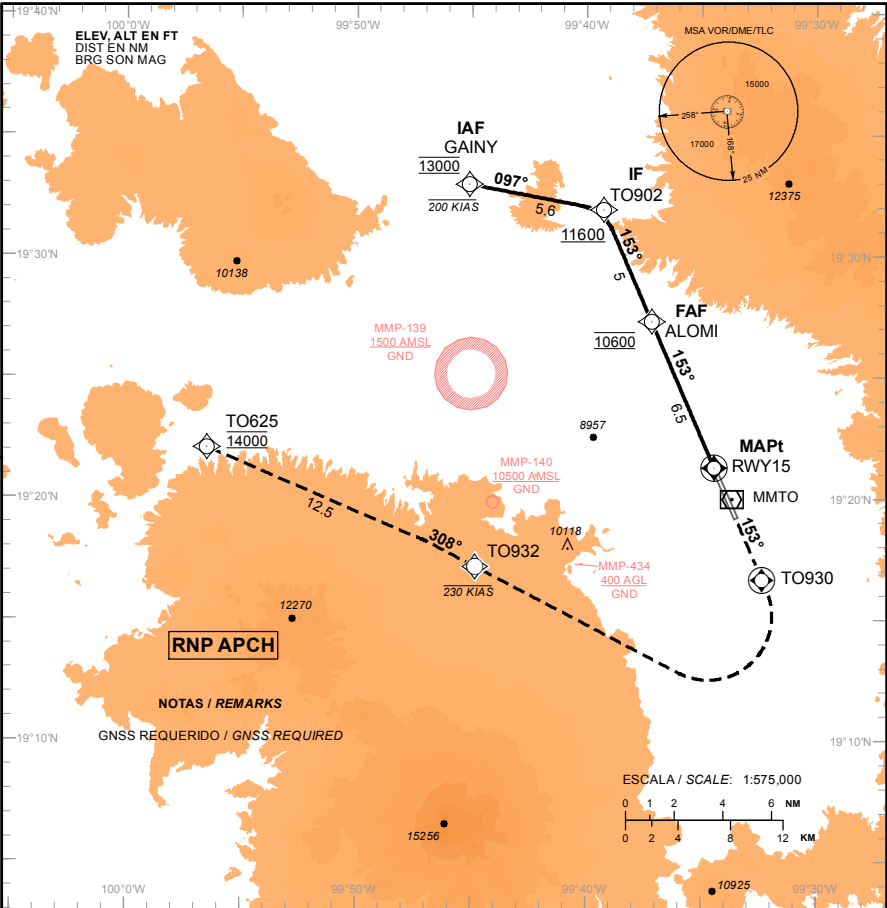 19°40'N
100°0'W
99°50'W
99°40'W
99°30'W
ELEV, ALT EN FT
DIST EN NM
BRG SON MAG
MSA VOR/DME/TLC
15000
258°
17000
168°
25 NM
12375
IAF
GAINY
13000
200 KIAS
097°
5.6
IF
TO902
11600
153°
5
19°30'N
19°30'N
10138
FAF
ALOMI
10600
153°
6.5
MMP-139
1500 AMSL
GND
8957
TO625
14000
MAPt
RWY15
MMTO
MMP-140
10500 AMSL
GND
19°20'N
19°20'N
12.5
308°
10118
153°
TO932
230 KIAS
MMP-434
400 AGL
GND
TO930
12270
RNP APCH
NOTAS / REMARKS
GNSS REQUERIDO / GNSS REQUIRED
19°10'N
19°10'N
ESCALA / SCALE: 1:575,000
0 1 2 4 6 NM
0 2 4 8 12 KM
15256
10925
100°0'W
99°50'W
99°40'W
99°30'W